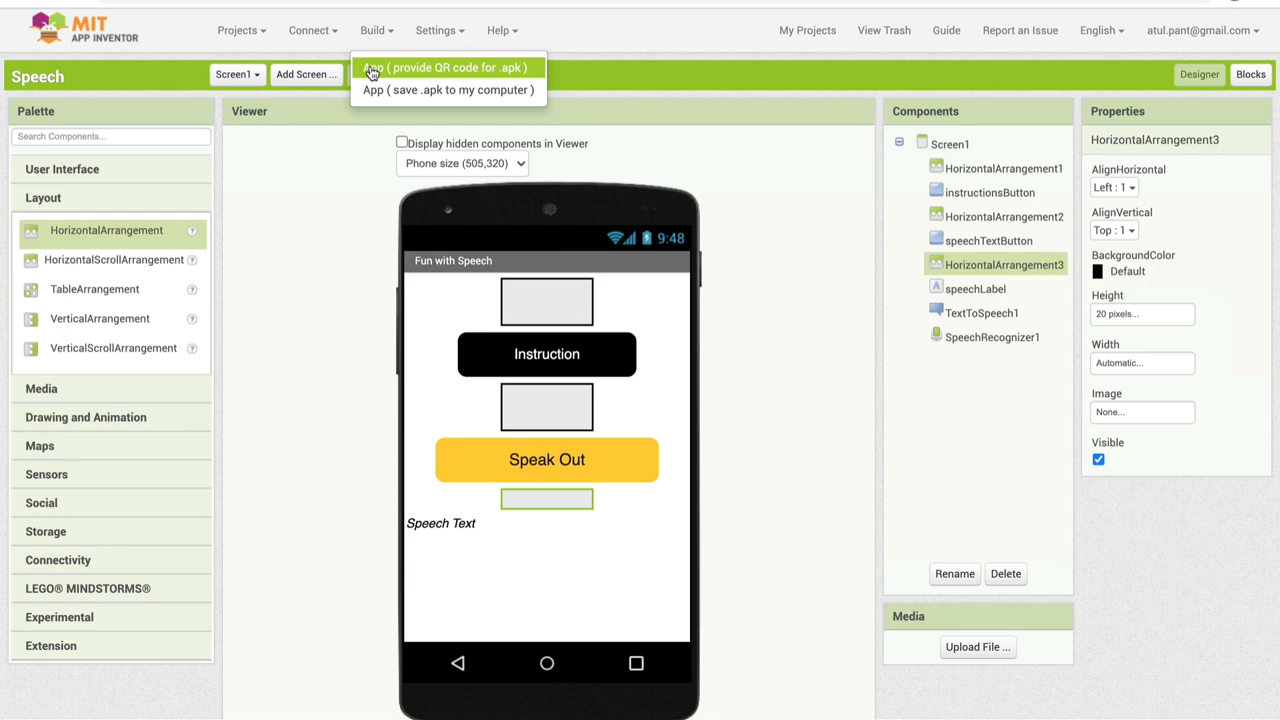 MIT
APP INVENTOR
Projects Connect Build Settings Help My Projects View Trash Guide Report an Issue English atul.pant@gmail.com
Speech Screen1 Add Screen ... App ( provide QR code for .apk ) Designer Blocks
App ( save .apk to my computer )
Palette
Search Components...
User Interface
Layout
HorizontalArrangement
HorizontalScrollArrangement
TableArrangement
VerticalArrangement
VerticalScrollArrangement
Media
Drawing and Animation
Maps
Sensors
Social
Storage
Connectivity
LEGO® MINDSTORMS®
Experimental
Extension
Viewer
Display hidden components in Viewer
Phone size (505,320)
9:48
Fun with Speech
Instruction
Speak Out
Speech Text
Components
Screen1
HorizontalArrangement1
instructionsButton
HorizontalArrangement2
speechTextButton
HorizontalArrangement3
speechLabel
TextToSpeech1
SpeechRecognizer1
Rename Delete
Media
Upload File ...
Properties
HorizontalArrangement3
AlignHorizontal
Left : 1
AlignVertical
Top : 1
BackgroundColor
Default
Height
20 pixels...
Width
Automatic...
Image
None...
Visible